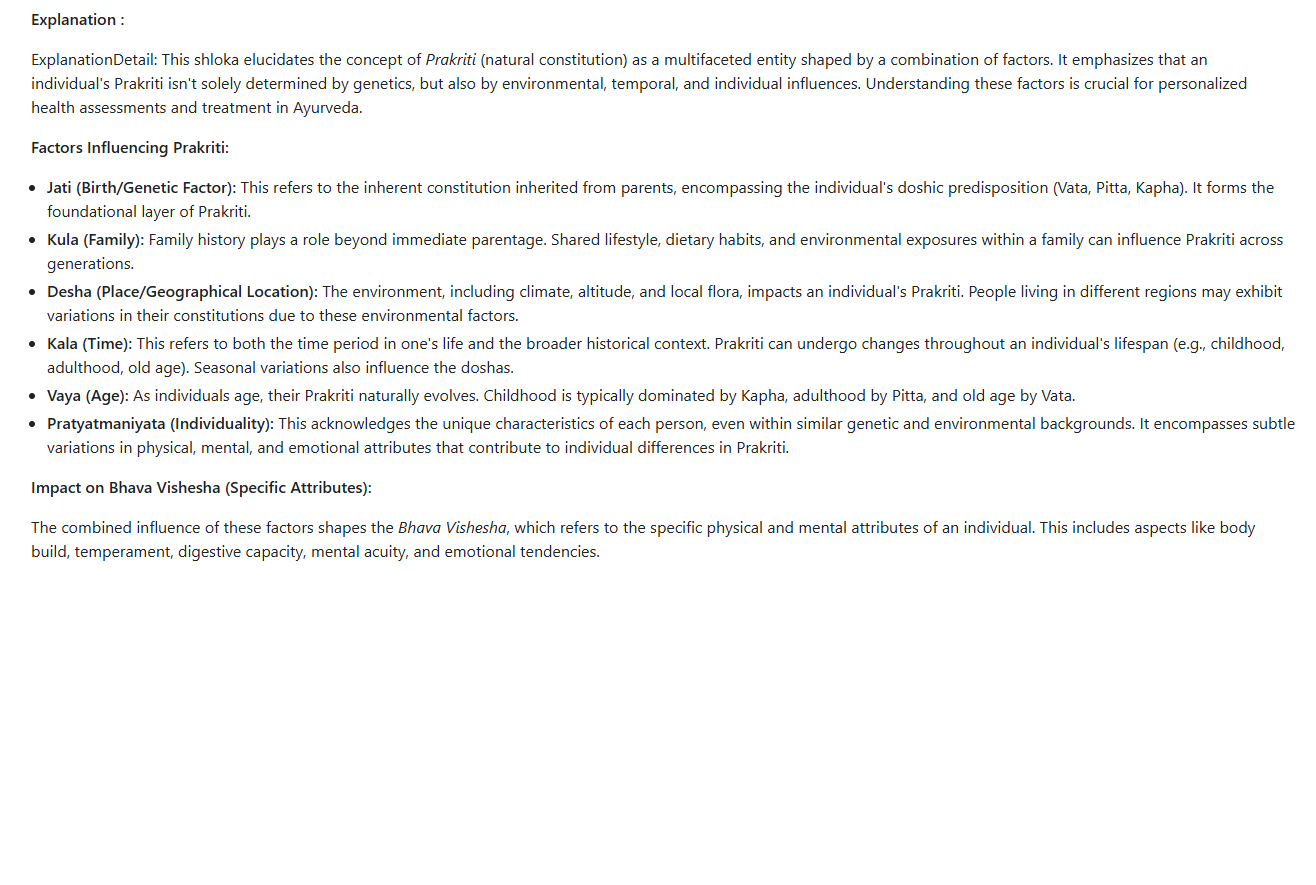 Explanation :
ExplanationDetail: This shloka elucidates the concept of Prakriti (natural constitution) as a multifaceted entity shaped by a combination of factors. It emphasizes that an
individual's Prakriti isn't solely determined by genetics, but also by environmental, temporal, and individual influences. Understanding these factors is crucial for personalized
health assessments and treatment in Ayurveda.
Factors Influencing Prakriti:
• Jati (Birth/Genetic Factor): This refers to the inherent constitution inherited from parents, encompassing the individual's doshic predisposition (Vata, Pitta, Kapha). It forms the
foundational layer of Prakriti.
• Kula (Family): Family history plays a role beyond immediate parentage. Shared lifestyle, dietary habits, and environmental exposures within a family can influence Prakriti across
generations.
• Desha (Place/Geographical Location): The environment, including climate, altitude, and local flora, impacts an individual's Prakriti. People living in different regions may exhibit
variations in their constitutions due to these environmental factors.
• Kala (Time): This refers to both the time period in one's life and the broader historical context. Prakriti can undergo changes throughout an individual's lifespan (e.g., childhood,
adulthood, old age). Seasonal variations also influence the doshas.
• Vaya (Age): As individuals age, their Prakriti naturally evolves. Childhood is typically dominated by Kapha, adulthood by Pitta, and old age by Vata.
• Pratyatmaniyata (Individuality): This acknowledges the unique characteristics of each person, even within similar genetic and environmental backgrounds. It encompasses subtle
variations in physical, mental, and emotional attributes that contribute to individual differences in Prakriti.
Impact on Bhava Vishesha (Specific Attributes):
The combined influence of these factors shapes the Bhava Vishesha, which refers to the specific physical and mental attributes of an individual. This includes aspects like body
build, temperament, digestive capacity, mental acuity, and emotional tendencies.